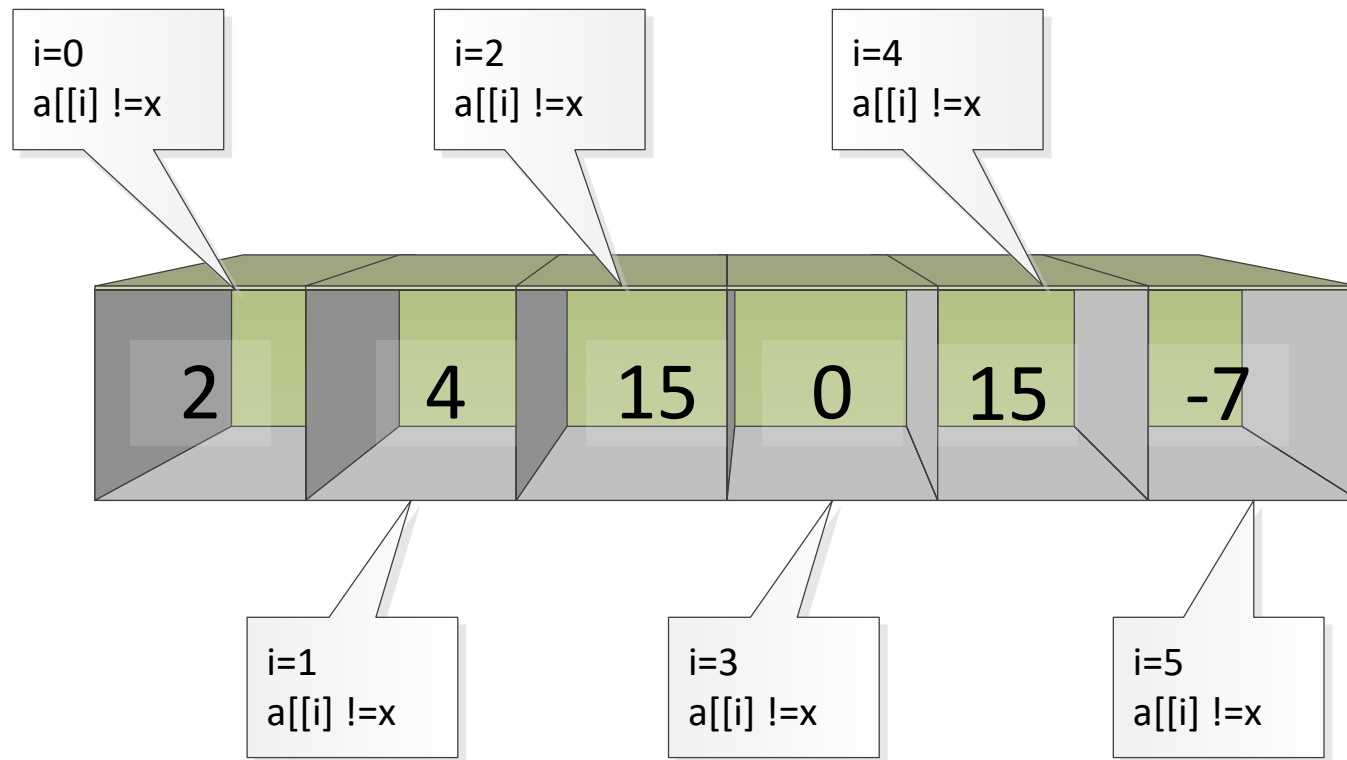 i=0
a[[i] !=x
i=2
a[[i] !=x
i=4
a[[i] !=x
2 4 15 0 15 -7
i=1
a[[i] !=x
i=3
a[[i] !=x
i=5
a[[i] !=x